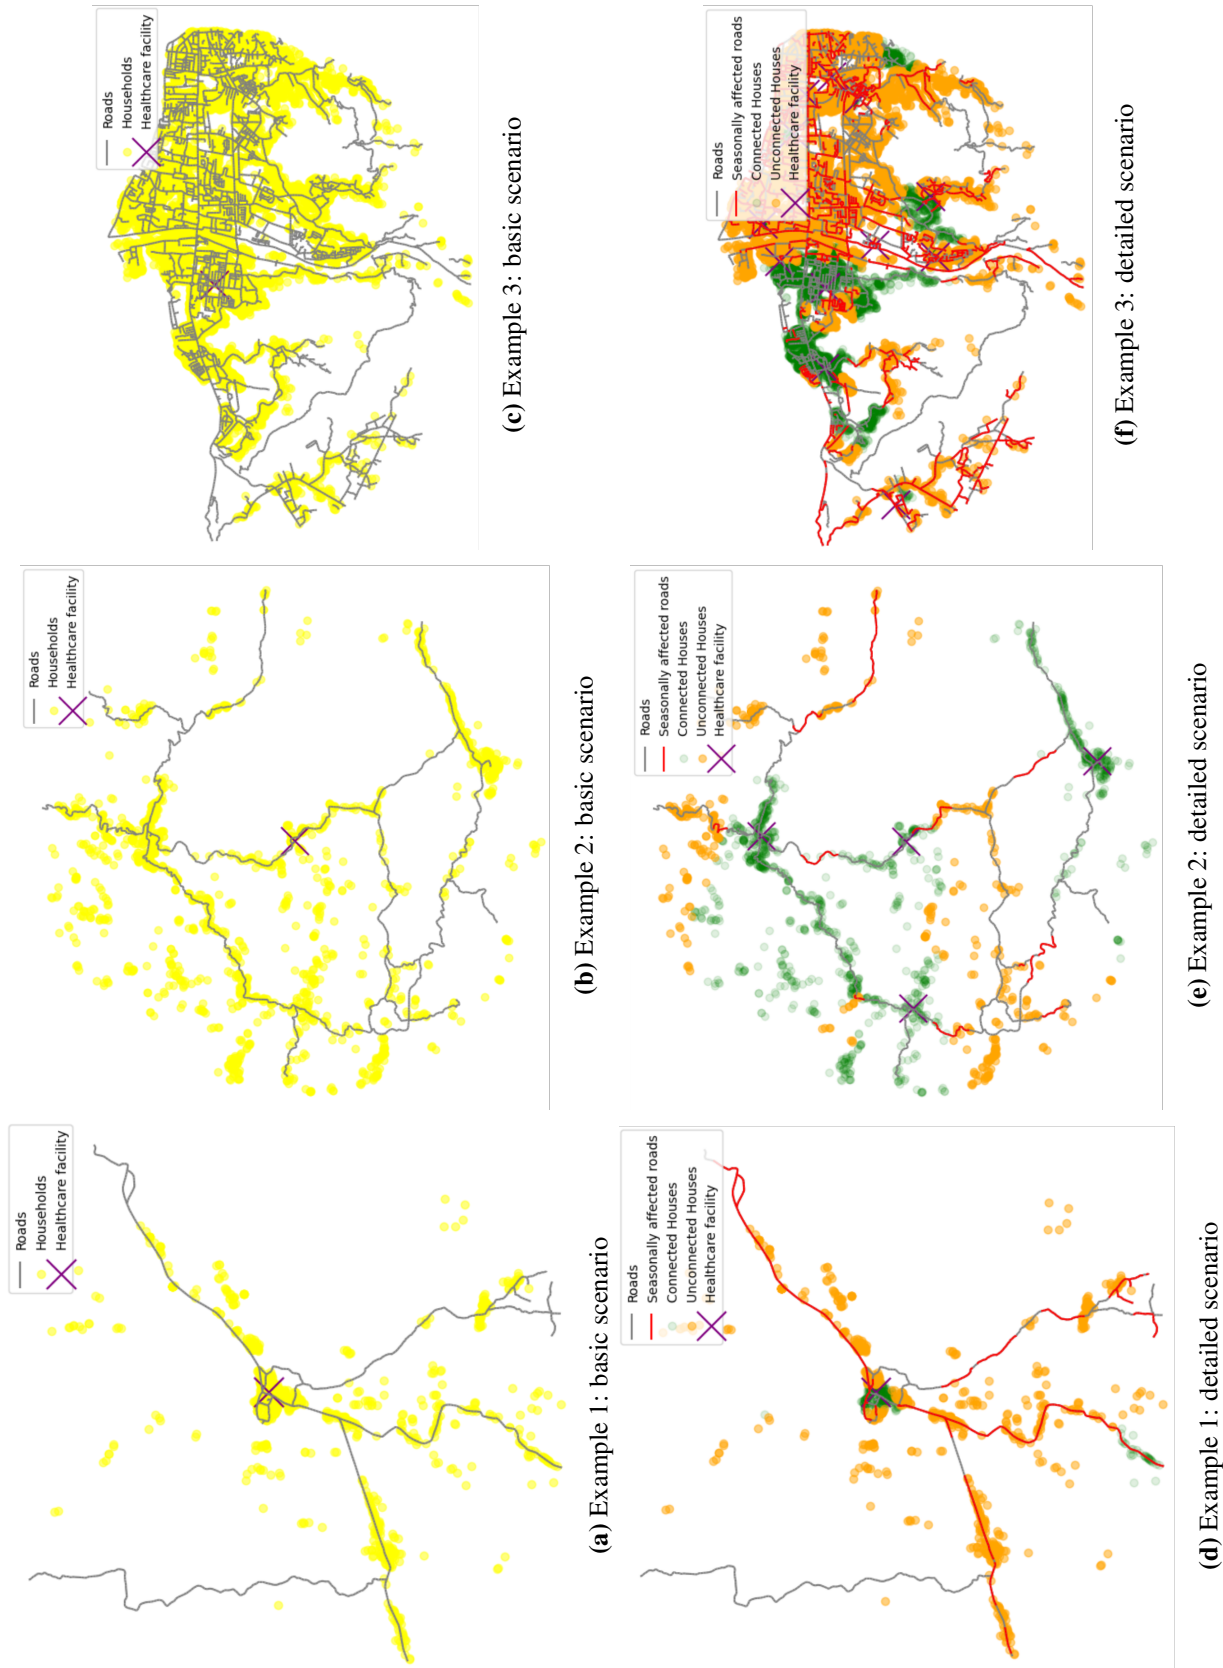 Roads
Households
Healthcare facility
(a) Example 1: basic scenario
Roads
Households
Healthcare facility
(b) Example 2: basic scenario
Roads
Households
Healthcare facility
(c) Example 3: basic scenario
Roads
Seasonally affected roads
Connected Houses
Unconnected Houses
Healthcare facility
(d) Example 1: detailed scenario
Roads
Seasonally affected roads
Connected Houses
Unconnected Houses
Healthcare facility
(e) Example 2: detailed scenario
Roads
Seasonally affected roads
Connected Houses
Unconnected Houses
Healthcare facility
(f) Example 3: detailed scenario